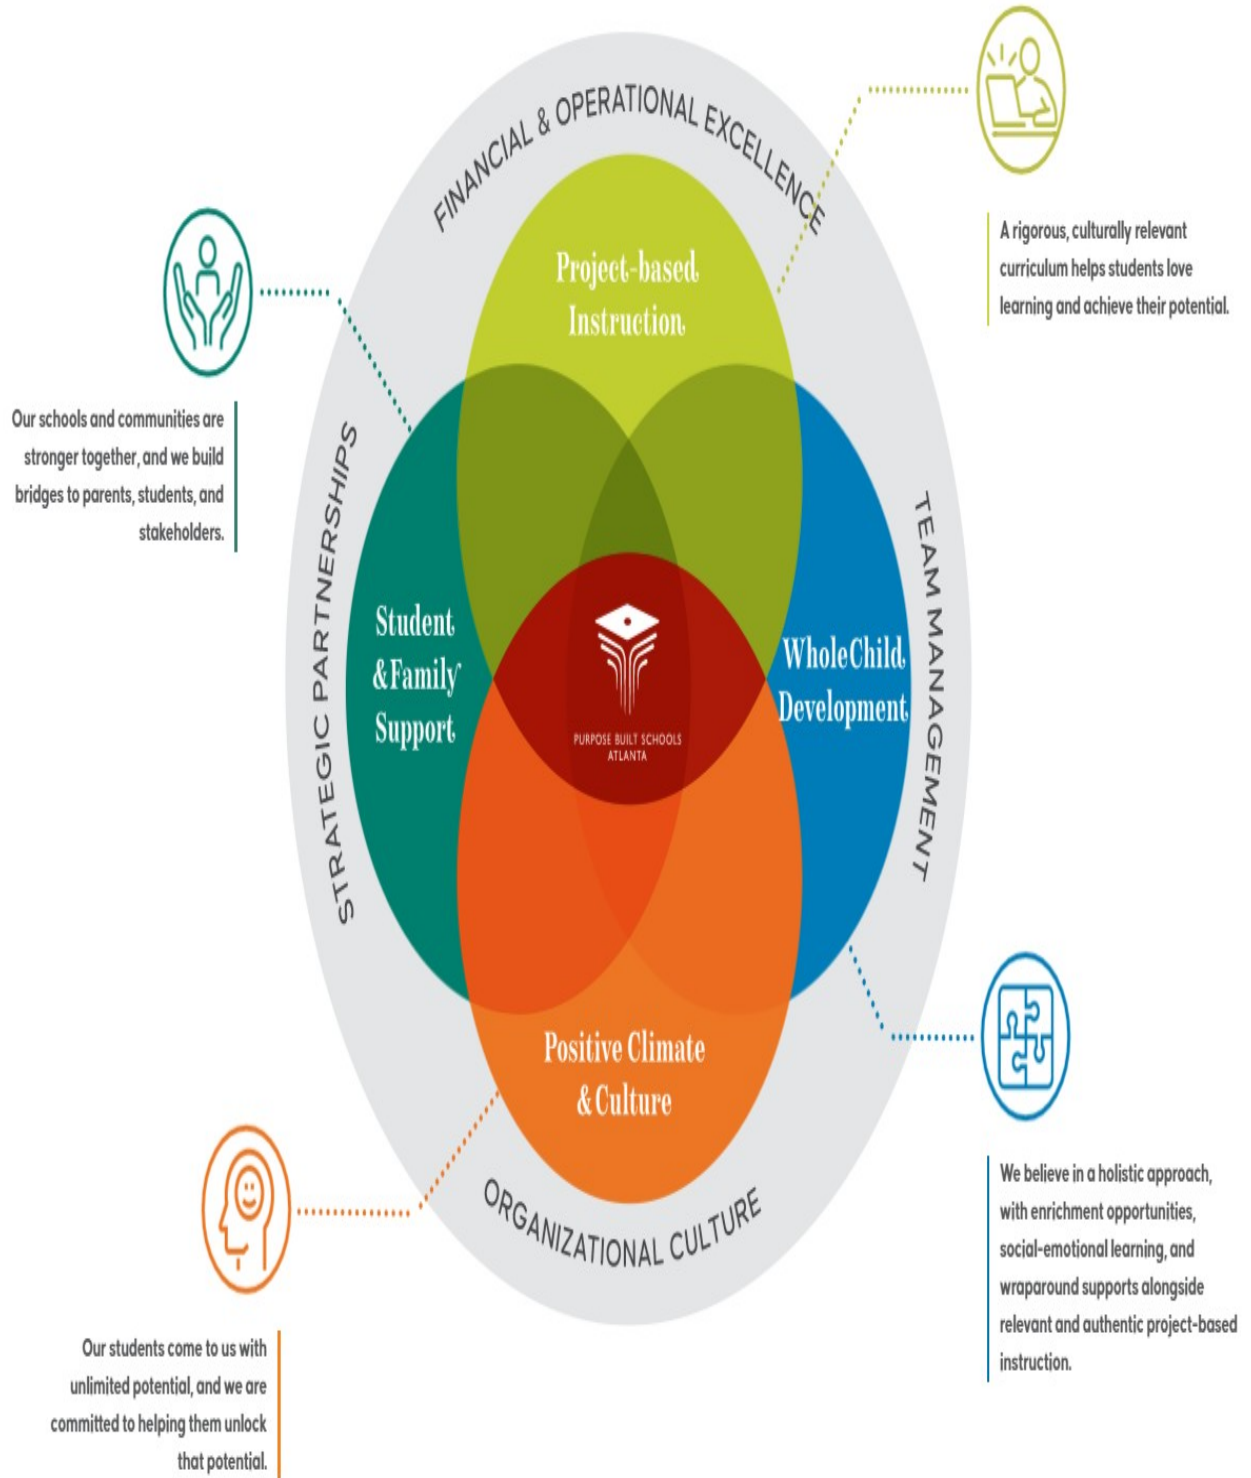 FINANCIAL & OPERATIONAL EXCELLENCE
A rigorous, culturally relevant
curriculum helps students love
learning and achieve their potential.
Project-based
Instruction
Our schools and communities are
stronger together, and we build
bridges to parents, students, and
stakeholders.
STRATEGIC PARTNERSHIPS
Student
& Family
Support
PURPOSE BUILT SCHOOLS
ATLANTA
Whole Child
Development
TEAM MANAGEMENT
Positive Climate
& Culture
ORGANIZATIONAL CULTURE
We believe in a holistic approach,
with enrichment opportunities,
social-emotional learning, and
wraparound supports alongside
relevant and authentic project-based
instruction.
Our students come to us with
unlimited potential, and we are
committed to helping them unlock
that potential.